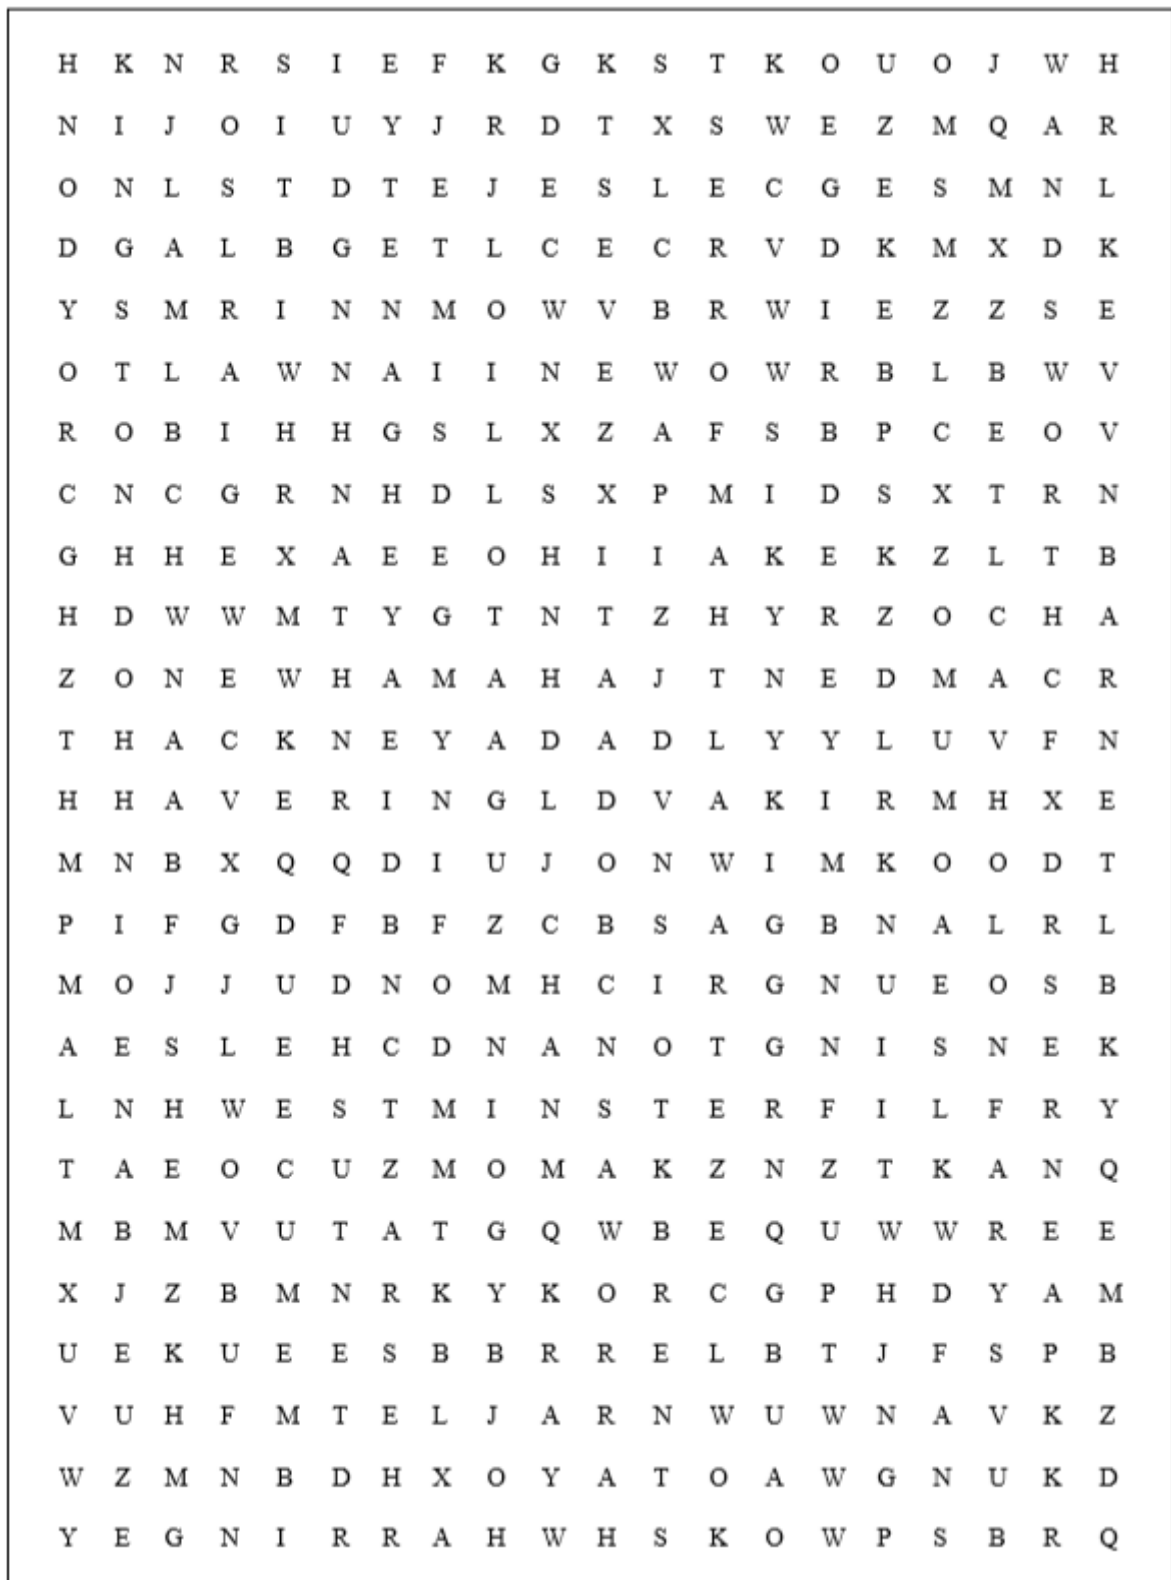 H K N R S I E F K G K S T K O U O J W H
N I J O I U Y J R D T X S W E Z M Q A R
O N L S T D T E J E S L E C G E S M N L
D G A L B G E T L C E C R V D K M X D K
Y S M R I N N M O W V B R W I E Z Z S E
O T L A W N A I I N E W O W R B L B W V
R O B I H H G S L X Z A F S B P C E O V
C N C G R N H D L S X P M I D S X T R N
G H H E X A E E O H I I A K E K Z L T B
H D W W M T Y G T N T Z H Y R Z O C H A
Z O N E W H A M A H A J T N E D M A C R
T H A C K N E Y A D A D L Y Y L U V F N
H H A V E R I N G L D V A K I R M H X E
M N B X Q Q D I U J O N W I M K O O D T
P I F G D F B F Z C B S A G B N A L R L
M O J J U D N O M H C I R G N U E O S B
A E S L E H C D N A N O T G N I S N E K
L N H W E S T M I N S T E R F I L F R Y
T A E O C U Z M O M A K Z N Z T K A N Q
M B M V U T A T G Q W B E Q U W W R E E
X J Z B M N R K Y K O R C G P H D Y A M
U E K U E E S B B R R E L B T J F S P B
V U H F M T E L J A R N W U W N A V K Z
W Z M N B D H X O Y A T O A W G N U K D
Y E G N I R R A H W H S K O W P S B R Q